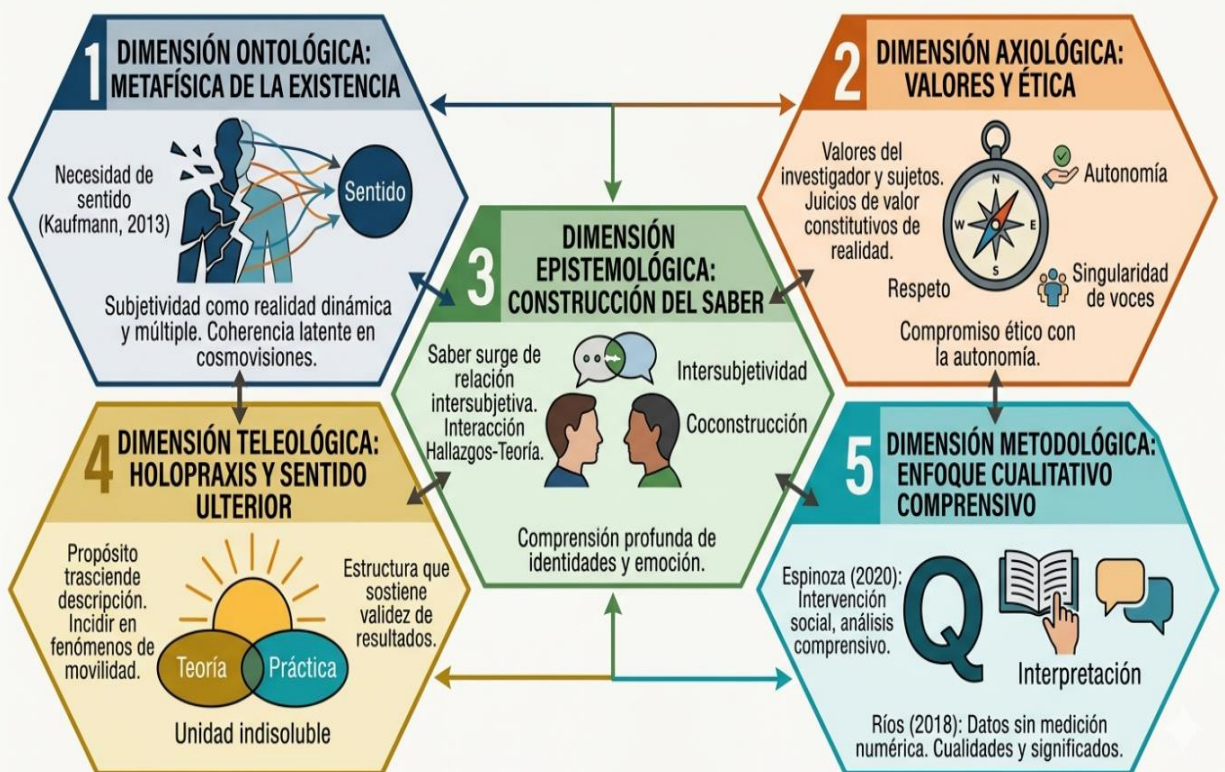 1
DIMENSIÓN ONTOLÓGICA:
METAFÍSICA DE LA EXISTENCIA
Necesidad de
sentido
(Kaufmann, 2013)
Sentido
Subjetividad como realidad dinámica
y múltiple. Coherencia latente en
cosmovisiones.
2
DIMENSIÓN AXIOLÓGICA:
VALORES Y ÉTICA
Valores del
investigador y sujetos.
Juicios de valor
constitutivos de
realidad.
N
W
E
S
Autonomía
Respeto
Singularidad
de voces
Compromiso ético con
la autonomía.
3
DIMENSIÓN
EPISTEMOLÓGICA:
CONSTRUCCIÓN DEL SABER
Saber surge de
relación
intersubjetiva.
Interacción
Hallazgos-Teoría.
Intersubjetividad
Coconstrucción
Comprensión profunda de
identidades y emoción.
4
DIMENSIÓN TELEOLÓGICA:
HOLOPRAXIS Y SENTIDO
ULTERIOR
Propósito
trasciende
descripción.
Incidir en
fenómenos de
movilidad.
Teoría
Práctica
Estructura que
sostiene
validez de
resultados.
Unidad indisoluble
5
DIMENSIÓN METODOLÓGICA:
ENFOQUE CUALITATIVO
COMPRENSIVO
Espinoza (2020):
Intervención
social, análisis
comprensivo.
Q
Interpretación
Ríos (2018): Datos sin medición
numérica. Cualidades y significados.